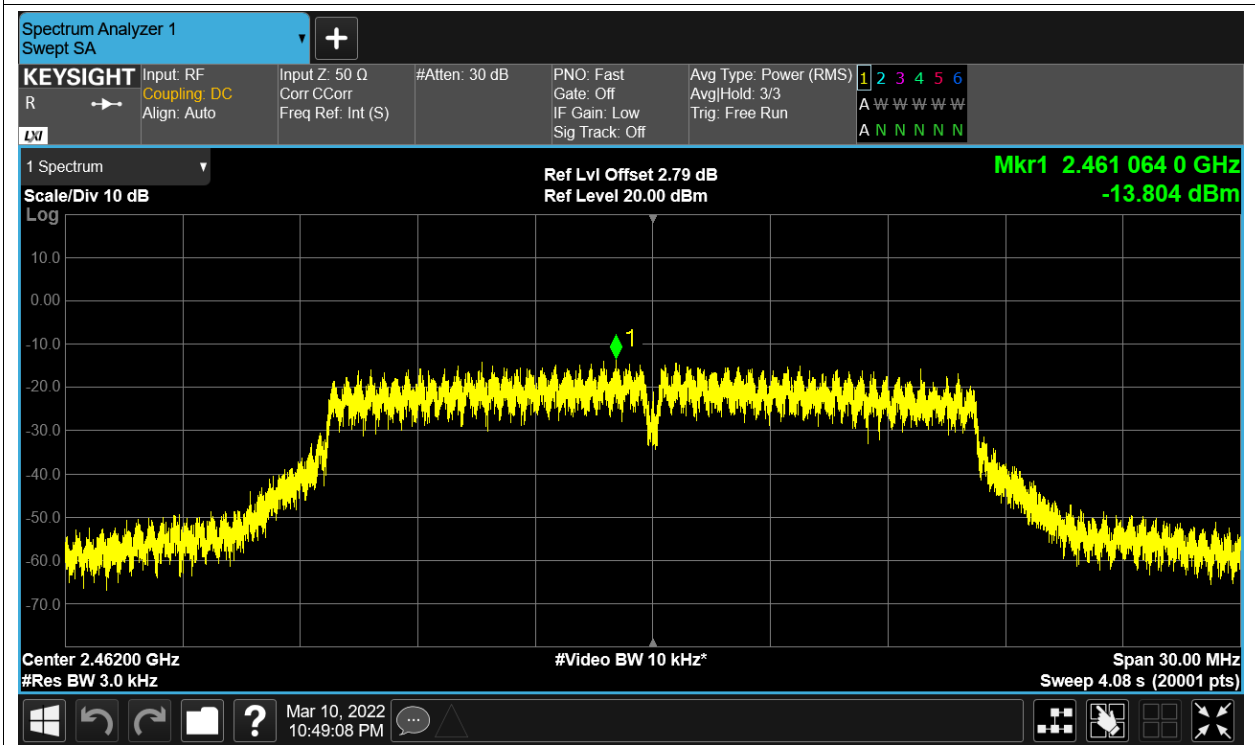 Spectrum Analyzer 1
Swept SA
KEYSIGHT
R
LXI
Input: RF
Coupling: DC
Align: Auto
Input Z: 50 Ω
Corr CCorr
Freq Ref: Int (S)
#Atten: 30 dB
PNO: Fast
Gate: Off
IF Gain: Low
Sig Track: Off
Avg Type: Power (RMS)
Avg|Hold: 3/3
Trig: Free Run
1 2 3 4 5 6
A W W W W W
A N N N N N
1 Spectrum
Scale/Div 10 dB
Log
Ref Lvl Offset 2.79 dB
Ref Level 20.00 dBm
Mkr1 2.461 064 0 GHz
-13.804 dBm
10.0
0.00
-10.0
-20.0
-30.0
-40.0
-50.0
-60.0
-70.0
1
Center 2.46200 GHz
#Res BW 3.0 kHz
#Video BW 10 kHz*
Span 30.00 MHz
Sweep 4.08 s (20001 pts)
?
Mar 10, 2022
10:49:08 PM